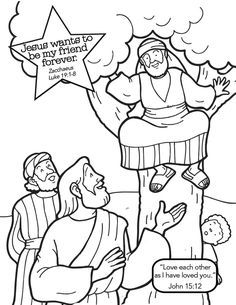 Jesus wants to
be my friend
forever.
Zacchaeus
Luke 19:1-8
"Love each other
as I have loved you."
John 15:12